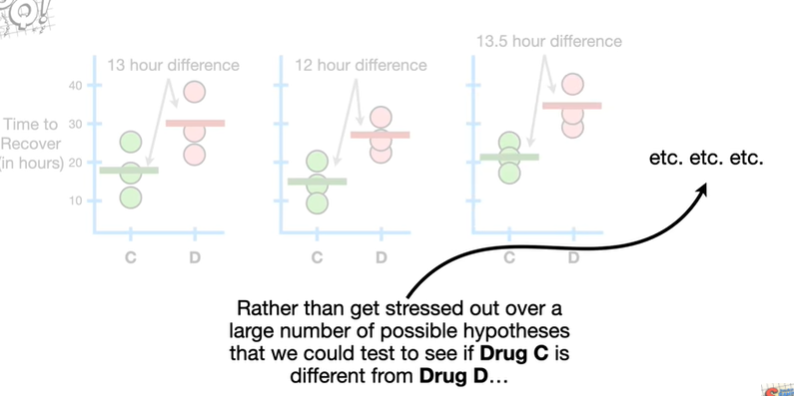 Q!
13 hour difference
12 hour difference
13.5 hour difference
40
30
20
10
Time to
Recover
(in hours)
C D
C D
C D
etc. etc. etc.
Rather than get stressed out over a
large number of possible hypotheses
that we could test to see if Drug C is
different from Drug D...